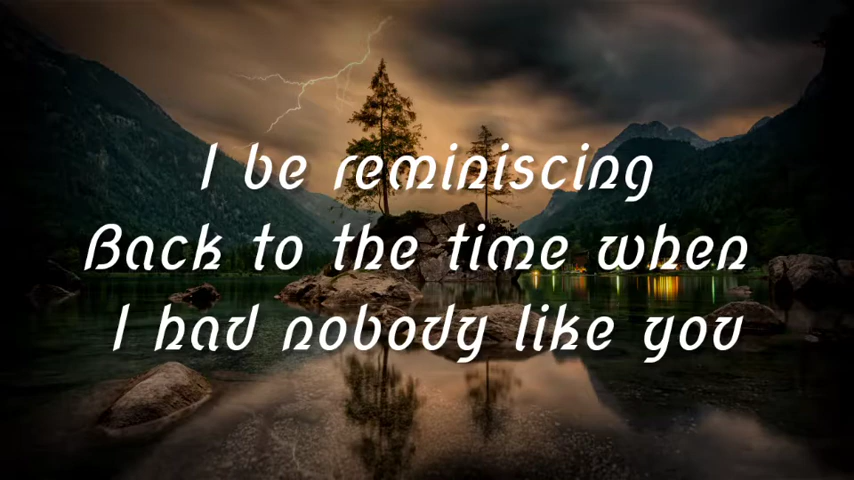 I be reminiscing
Back to the time when
I had nobody like you